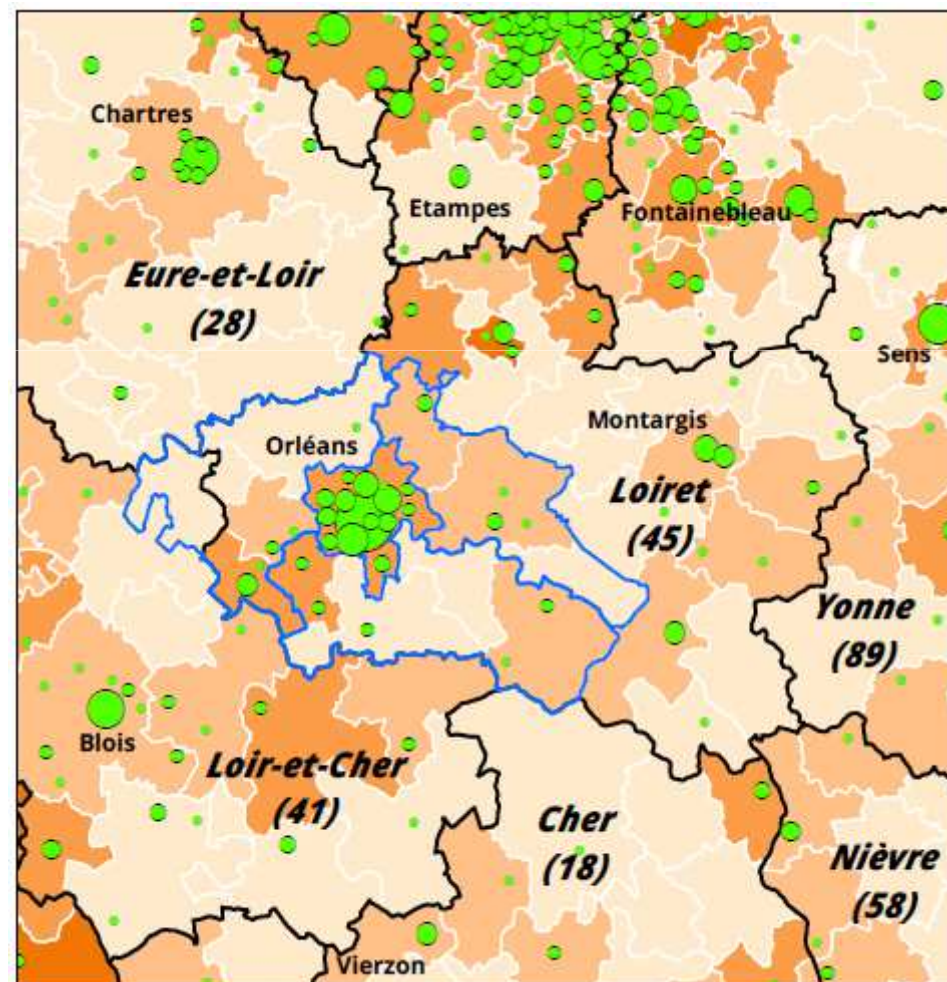 Chartres
Etampes
Fontainebleau
Eure-et-Loir
(28)
Sens
Montargis
Orléans
Loiret
(45)
Yonne
(89)
Blois
Loir-et-Cher
(41)
Cher
(18)
Nièvre
(58)
Vierzon